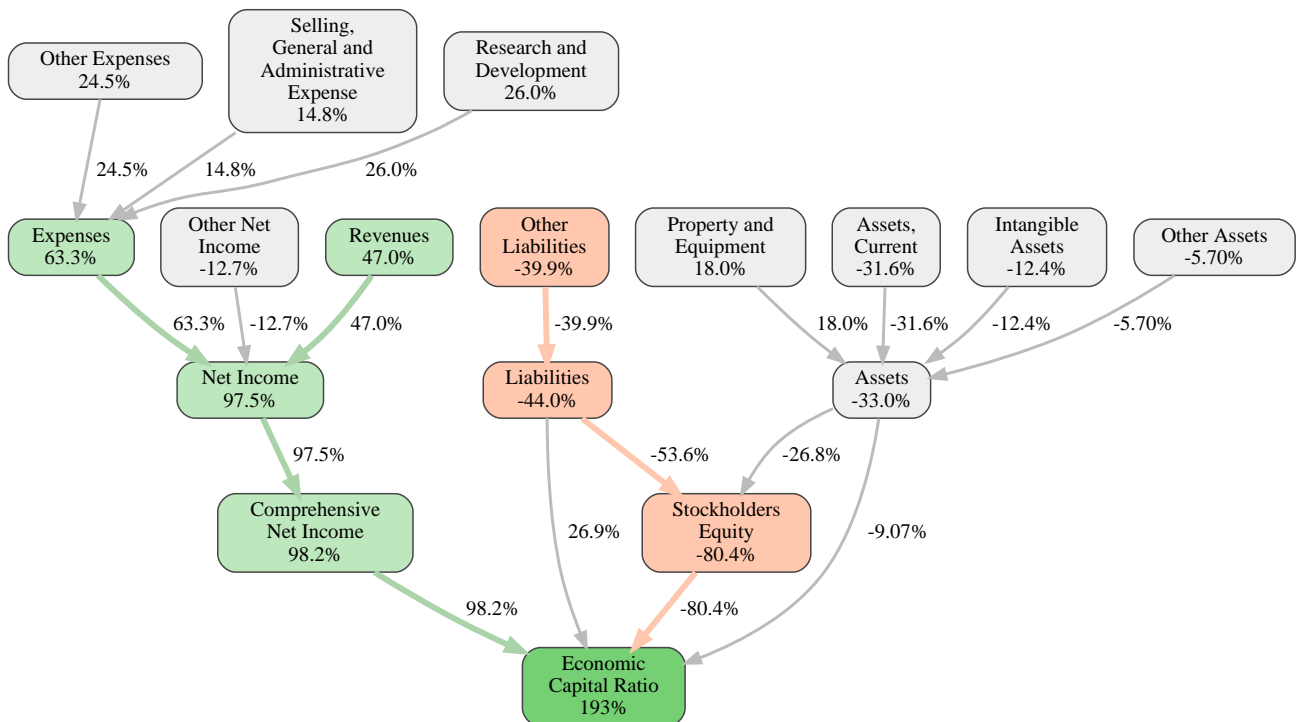 Other Expenses
24.5%
Selling,
General and
Administrative
Expense
14.8%
Research and
Development
26.0%
24.5%
14.8%
26.0%
Expenses
63.3%
Other Net
Income
-12.7%
Revenues
47.0%
Other
Liabilities
-39.9%
Property and
Equipment
18.0%
Assets,
Current
-31.6%
Intangible
Assets
-12.4%
Other Assets
-5.70%
63.3%
-12.7%
47.0%
-39.9%
18.0%
-31.6%
-12.4%
-5.70%
Net Income
97.5%
Liabilities
-44.0%
Assets
-33.0%
97.5%
-53.6%
-26.8%
Comprehensive
Net Income
98.2%
26.9%
Stockholders
Equity
-80.4%
-9.07%
98.2%
-80.4%
Economic
Capital Ratio
193%